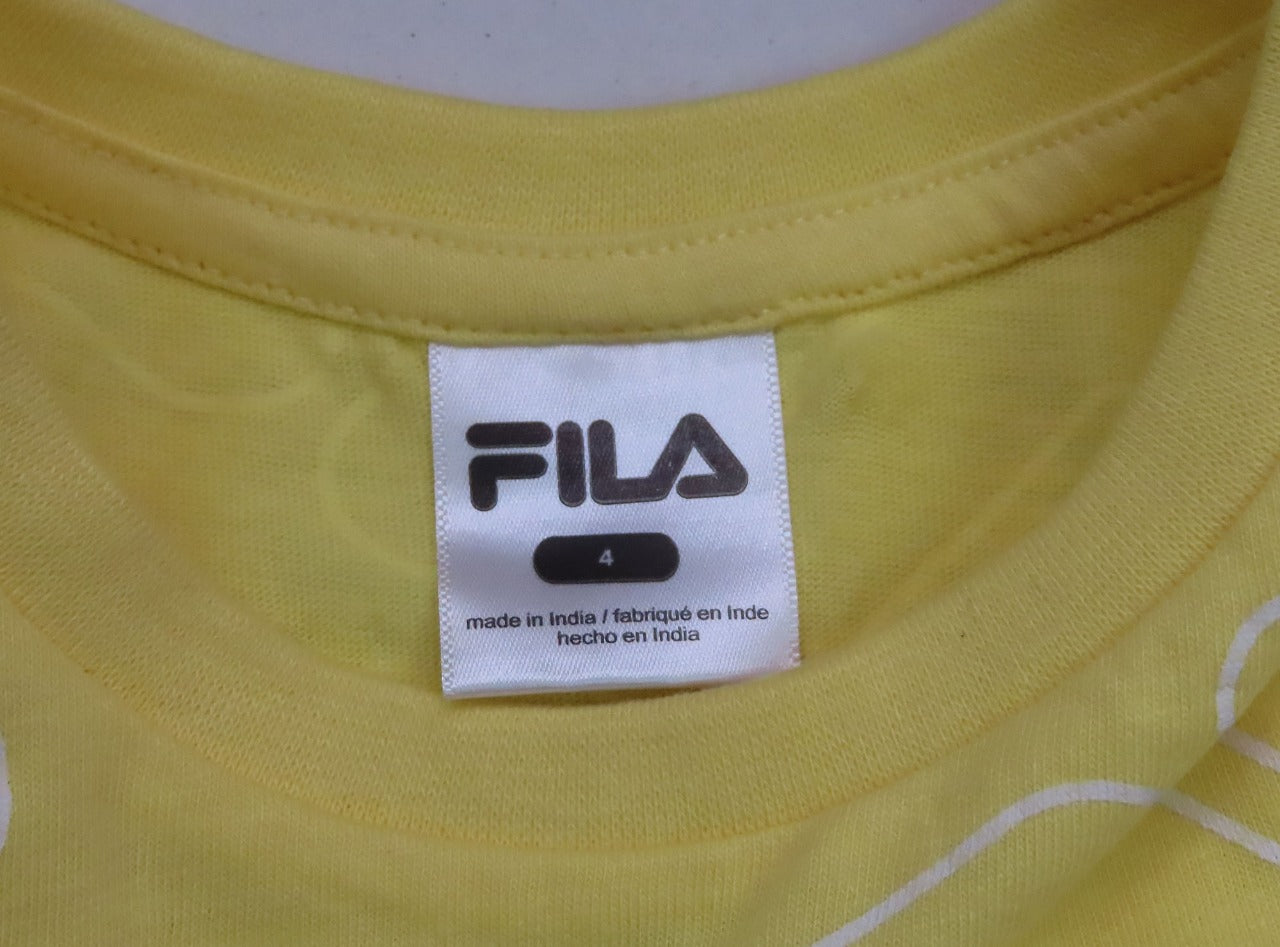 FILA
4
made in India / fabriqué en Inde
hecho en India